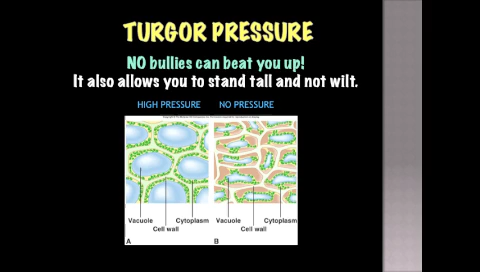 TURGOR PRESSURE
NO bullies can beat you up!
It also allows you to stand tall and not wilt.
HIGH PRESSURE NO PRESSURE
Vacuole Cytoplasm Vacuole Cytoplasm
Cell wall Cell wall
A B